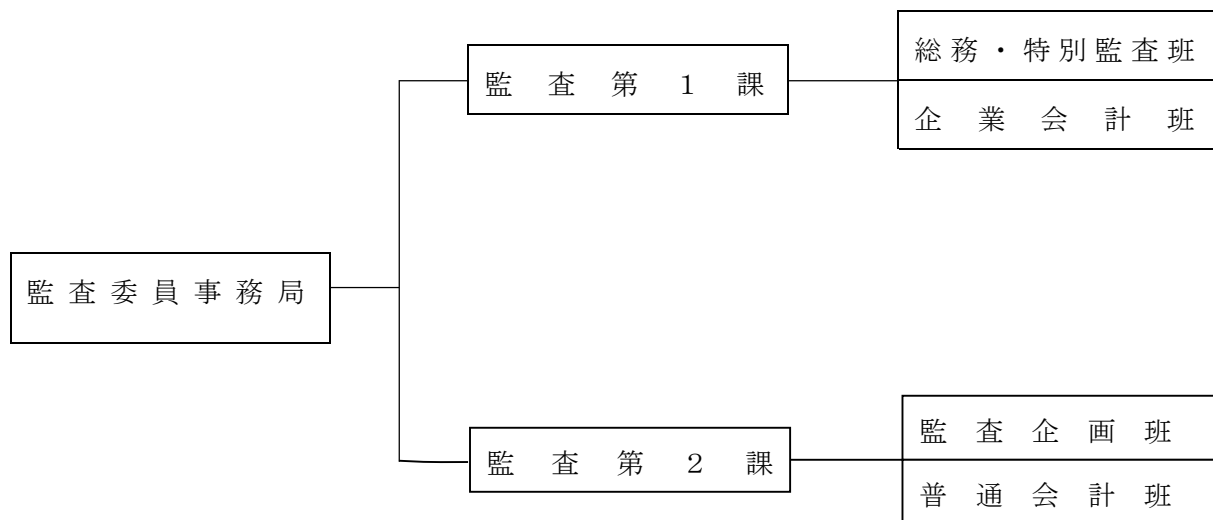 総務・特別監査班
監査第1課
企業会計班
監査委員事務局
監査企画班
監査第2課
普通会計班